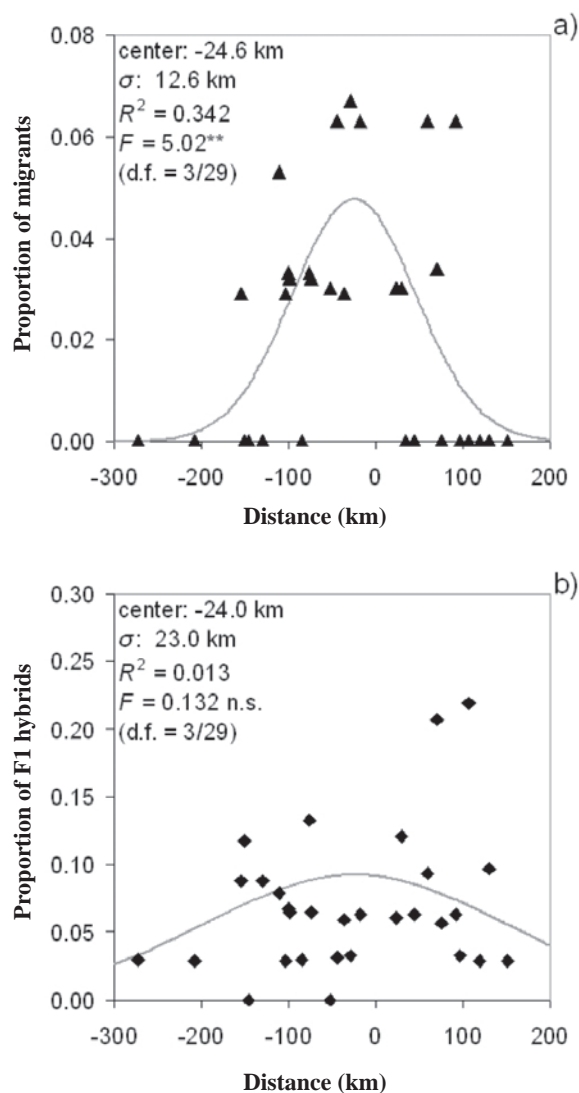 a)
center: -24.6 km
σ: 12.6 km
R² = 0.342
F = 5.02**
(d.f. = 3/29)
Proportion of migrants
0.08
0.06
0.04
0.02
0.00
-300 -200 -100 0 100 200
Distance (km)
b)
center: -24.0 km
σ: 23.0 km
R² = 0.013
F = 0.132 n.s.
(d.f. = 3/29)
Proportion of F1 hybrids
0.30
0.25
0.20
0.15
0.10
0.05
0.00
-300 -200 -100 0 100 200
Distance (km)